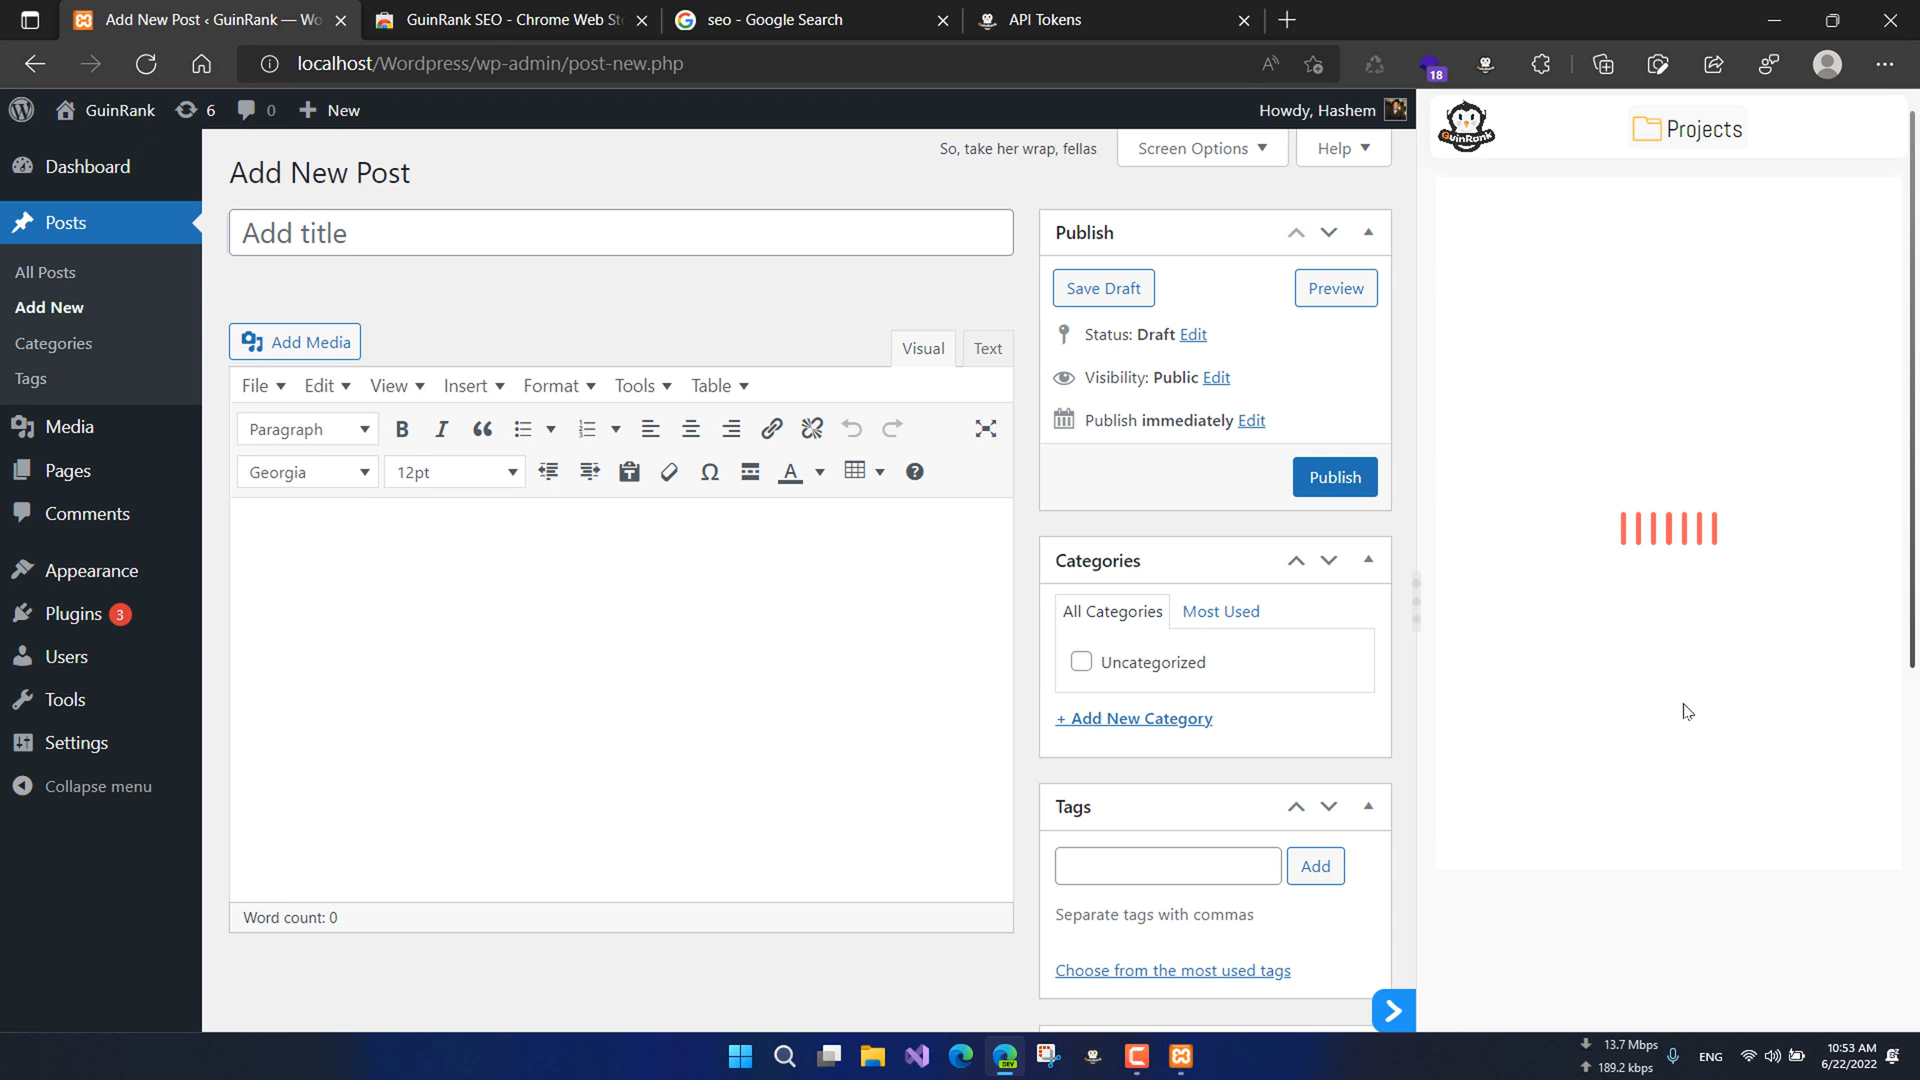 Add New Post ‹ GuinRank — Wo
GuinRank SEO - Chrome Web Sto
seo - Google Search
API Tokens
localhost/Wordpress/wp-admin/post-new.php
18
GuinRank
6
0
New
Howdy, Hashem
GuinRank
Projects
Dashboard
Posts
All Posts
Add New
Categories
Tags
Media
Pages
Comments
Appearance
Plugins 3
Users
Tools
Settings
Collapse menu
So, take her wrap, fellas
Screen Options
Help
Add New Post
Add title
Add Media
Visual
Text
File
Edit
View
Insert
Format
Tools
Table
Paragraph
Georgia
12pt
Word count: 0
Publish
Save Draft
Preview
Status: Draft Edit
Visibility: Public Edit
Publish immediately Edit
Publish
Categories
All Categories
Most Used
Uncategorized
+ Add New Category
Tags
Add
Separate tags with commas
Choose from the most used tags
DEV
13.7 Mbps
189.2 kbps
ENG
10:53 AM
6/22/2022